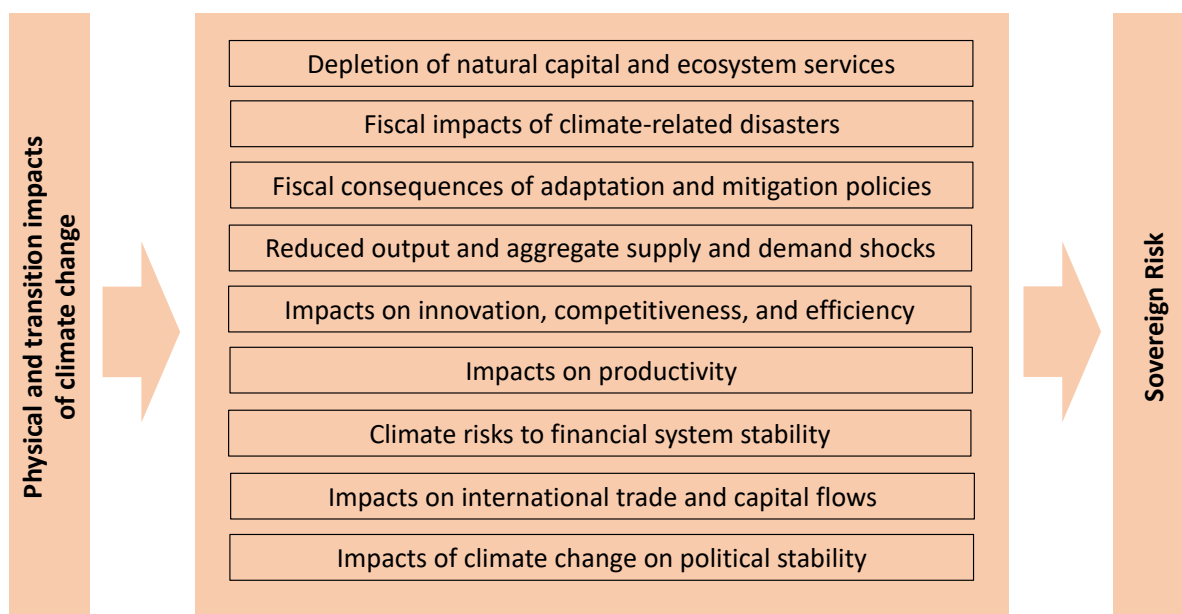 Physical and transition impacts
of climate change
Depletion of natural capital and ecosystem services
Fiscal impacts of climate-related disasters
Fiscal consequences of adaptation and mitigation policies
Reduced output and aggregate supply and demand shocks
Impacts on innovation, competitiveness, and efficiency
Impacts on productivity
Climate risks to financial system stability
Impacts on international trade and capital flows
Impacts of climate change on political stability
Sovereign Risk